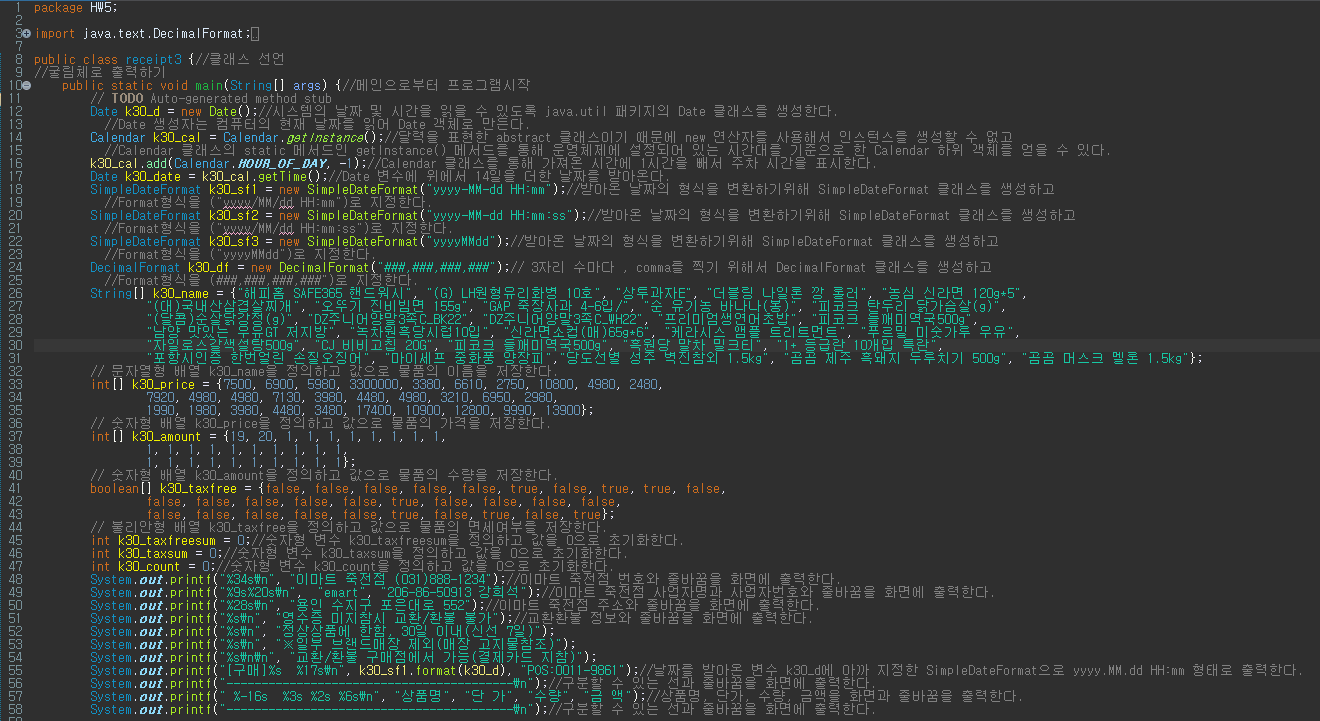 1 package HW5;
2
3 import java.text.DecimalFormat;
7
8 public class receipt3 {//클래스 선언
9 //굴림체로 출력하기
10 public static void main(String[] args) {//메인으로부터 프로그램시작
11 // TODO Auto-generated method stub
12 Date k30_d = new Date();//시스템의 날짜 및 시간을 읽을 수 있도록 java.util 패키지의 Date 클래스를 생성한다.
13 //Date 생성자는 컴퓨터의 현재 날짜를 읽어 Date 객체로 만든다.
14 Calendar k30_cal = Calendar.getInstance();//달력을 표현한 abstract 클래스이기 때문에 new 연산자를 사용해서 인스턴스를 생성할 수 없고
15 //Calendar 클래스의 static 메서드인 getInstance() 메서드를 통해 운영체제에 설정되어 있는 시간대를 기준으로 한 Calendar 하위 객체를 얻을 수 있다.
16 k30_cal.add(Calendar.HOUR_OF_DAY, -1);//Calendar 클래스를 통해 가져온 시간에 1시간을 빼서 주차 시간을 표시한다.
17 Date k30_date = k30_cal.getTime();//Date 변수에 위에서 14일을 더한 날짜를 받아온다.
18 SimpleDateFormat k30_sf1 = new SimpleDateFormat("yyyy-MM-dd HH:mm");//받아온 날짜의 형식을 변환하기위해 SimpleDateFormat 클래스를 생성하고
19 //Format형식을 ("yyyy/MM/dd HH:mm")로 지정한다.
20 SimpleDateFormat k30_sf2 = new SimpleDateFormat("yyyy-MM-dd HH:mm:ss");//받아온 날짜의 형식을 변환하기위해 SimpleDateFormat 클래스를 생성하고
21 //Format형식을 ("yyyy/MM/dd HH:mm:ss")로 지정한다.
22 SimpleDateFormat k30_sf3 = new SimpleDateFormat("yyyyMMdd");//받아온 날짜의 형식을 변환하기위해 SimpleDateFormat 클래스를 생성하고
23 //Format형식을 ("yyyyMMdd")로 지정한다.
24 DecimalFormat k30_df = new DecimalFormat("###,###,###,###");// 3자리 수마다 , comma를 찍기 위해서 DecimalFormat 클래스를 생성하고
25 //Format형식을 (###,###,###,###")로 지정한다.
26 String[] k30_name = {"해피홈 SAFE365 핸드워시", "(G) LH원형유리화병 10호", "상투과자E", "더블링 나일론 깡 롤러", "농심 신라면 120g*5",
27 "(대)국내산삼겹살찌개", "오뚜기 진비빔면 155g", "GAP 죽장사과 4-6입/", "순 유기농 바나나(봉)", "피코크 탄두리 닭가슴살(g)",
28 "(달콤)순살닭강정(g)", "DZ주니어양말3족C_BK22", "DZ주니어양말3족C_WH22", "프리미엄생연어초밥", "피코크 들깨미역국500g",
29 "남양 맛있는 우유GT 저지방", "녹차원흑당시럽10입", "신라면소컵(매)65g*6", "케라시스 앰플 트리트먼트", "푸르밀 미숫가루 우유",
30 "자일로스갈색설탕500g", "CJ 비비고칩 20G", "피코크 들깨미역국500g", "흑원당 말차 밀크티", "1+ 등급란 10개입 특란",
31 "포항시인증 한번얼린 손질오징어", "마이셰프 중화풍 양장피", "당도선별 성주 벽진참외 1.5kg", "곰곰 제주 흑돼지 두루치기 500g", "곰곰 머스크 멜론 1.5kg"};
32 // 문자열형 배열 k30_name을 정의하고 값으로 물품의 이름을 저장한다.
33 int[] k30_price = {7500, 6900, 5980, 3300000, 3380, 6610, 2750, 10800, 4980, 2480,
34 7920, 4980, 4980, 7130, 3980, 4480, 4980, 3210, 6950, 2980,
35 1990, 1980, 3980, 4480, 3480, 17400, 10900, 12800, 9990, 13900};
36 // 숫자형 배열 k30_price을 정의하고 값으로 물품의 가격을 저장한다.
37 int[] k30_amount = {19, 20, 1, 1, 1, 1, 1, 1, 1, 1,
38 1, 1, 1, 1, 1, 1, 1, 1, 1, 1,
39 1, 1, 1, 1, 1, 1, 1, 1, 1, 1};
40 // 숫자형 배열 k30_amount을 정의하고 값으로 물품의 수량을 저장한다.
41 boolean[] k30_taxfree = {false, false, false, false, false, true, false, true, true, false,
42 false, false, false, false, false, true, false, false, false, false,
43 false, false, false, false, true, true, false, true, false, true};
44 // 불리안형 배열 k30_taxfree을 정의하고 값으로 물품의 면세여부를 저장한다.
45 int k30_taxfreesum = 0;//숫자형 변수 k30_taxfreesum을 정의하고 값을 0으로 초기화한다.
46 int k30_taxsum = 0;//숫자형 변수 k30_taxsum을 정의하고 값을 0으로 초기화한다.
47 int k30_count = 0;//숫자형 변수 k30_count을 정의하고 값을 0으로 초기화한다.
48 System.out.printf("%34s₩n", "이마트 죽전점 (031)888-1234");//이마트 죽전점 번호와 줄바꿈을 화면에 출력한다.
49 System.out.printf("%9s%20s₩n", "emart", "206-86-50913 강희석");//이마트 죽전점 사업자명과 사업자번호와 줄바꿈을 화면에 출력한다.
50 System.out.printf("%28s₩n", "용인 수지구 포은대로 552");//이마트 죽전점 주소와 줄바꿈을 화면에 출력한다.
51 System.out.printf("%s₩n", "영수증 미지참시 교환/환불 불가");//교환환불 정보와 줄바꿈을 화면에 출력한다.
52 System.out.printf("%s₩n", "정상상품에 한함, 30일 이내(신선 7일)");
53 System.out.printf("%s₩n", "※일부 브랜드매장 제외(매장 고지물참조)");
54 System.out.printf("%s₩n₩n", "교환/환불 구매점에서 가능(결제카드 지참)");
55 System.out.printf("[구매]%s %17s₩n", k30_sf1.format(k30_d), "POS:0011-9861");//날짜를 받아온 변수 k30_d에 아까 지정한 SimpleDateFormat으로 yyyy.MM.dd HH:mm 형태로 출력한다.
56 System.out.printf("-----------------------------------------₩n");//구분할 수 있는 선과 줄바꿈을 화면에 출력한다.
57 System.out.printf(" %-16s %3s %2s %6s₩n", "상품명", "단 가", "수량", "금 액");//상품명, 단가, 수량, 금액을 화면과 줄바꿈을 출력한다.
58 System.out.printf("-----------------------------------------₩n");//구분할 수 있는 선과 줄바꿈을 화면에 출력한다.